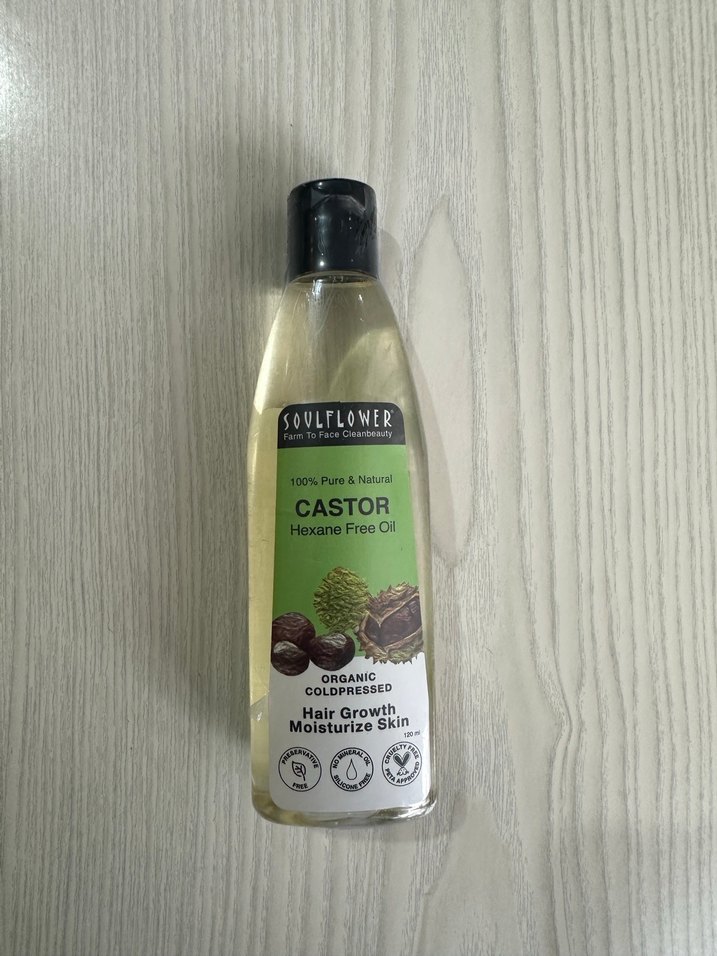 SOULFLOWER®
Farm To Face Cleanbeauty
100% Pure & Natural
CASTOR
Hexane Free Oil
ORGANIC
COLDPRESSED
Hair Growth
Moisturize Skin
120 ml
PRESERVATIVE FREE
NO MINERAL OIL SILICONE FREE
CRUELTY FREE PETA APPROVED